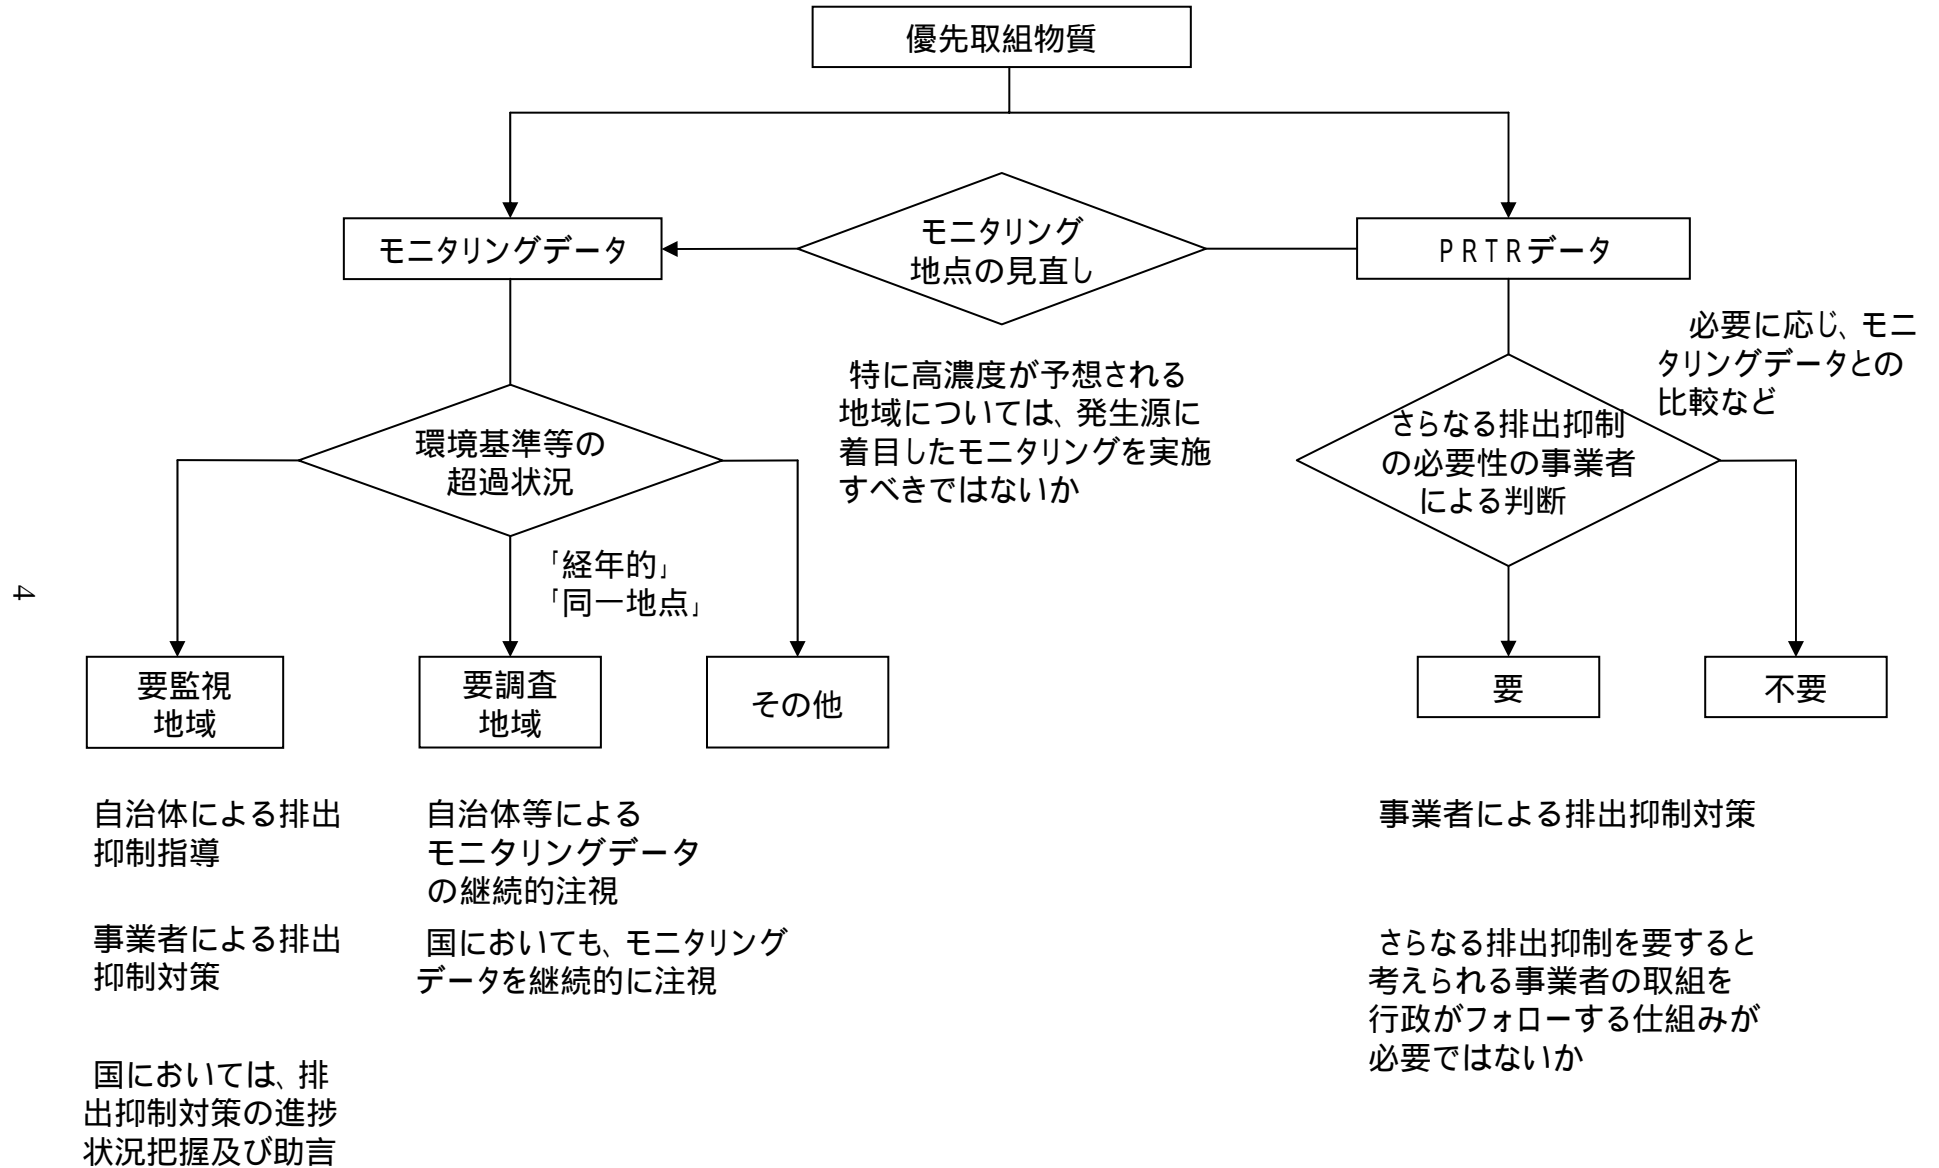 優先取組物質
モニタリングデータ
モニタリング
地点の見直し
PRTRデータ
必要に応じ、モニ
タリングデータとの
比較など
特に高濃度が予想される
地域については、発生源に
着目したモニタリングを実施
すべきではないか
環境基準等の
超過状況
さらなる排出抑制
の必要性の事業者
による判断
「経年的」
「同一地点」
4
要監視
地域
要調査
地域
その他
要
不要
自治体による排出
抑制指導
事業者による排出
抑制対策
国においては、排
出抑制対策の進捗
状況把握及び助言
自治体等による
モニタリングデータ
の継続的注視
国においても、モニタリング
データを継続的に注視
事業者による排出抑制対策
さらなる排出抑制を要すると
考えられる事業者の取組を
行政がフォローする仕組みが
必要ではないか